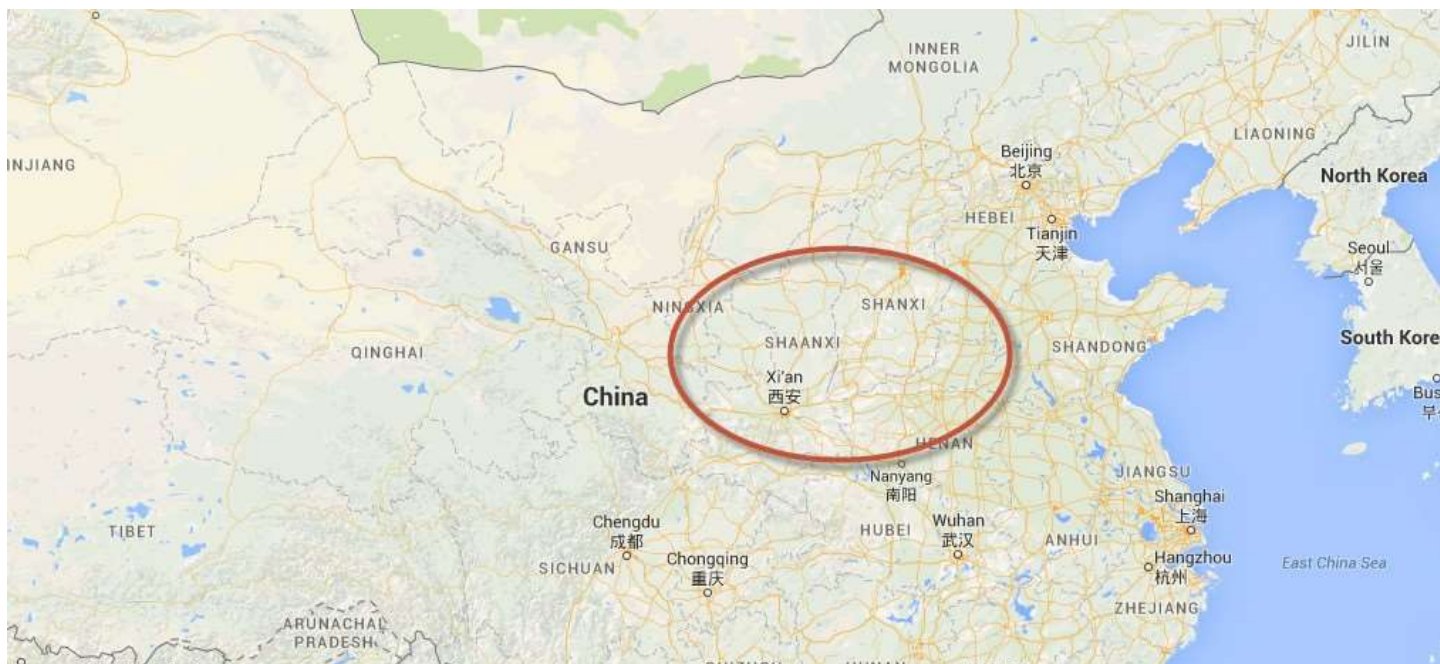 INNER
MONGOLIA
JILIN
LIAONING
Beijing
北京
NJIANG
North Korea
HEBEI
Tianjin
天津
GANSU
Seoul
서울
NINGXIA
SHANXI
QINGHAI
SHAANXI
SHANDONG
South Kore
Xi'an
西安
China
Bus
부
HENAN
Nanyang
南阳
JIANGSU
Shanghai
上海
TIBET
Chengdu
成都
HUBEI
Wuhan
武汉
ANHUI
Chongqing
重庆
SICHUAN
Hangzhou
杭州
East China Sea
ZHEJIANG
ARUNACHAL
PRADESH